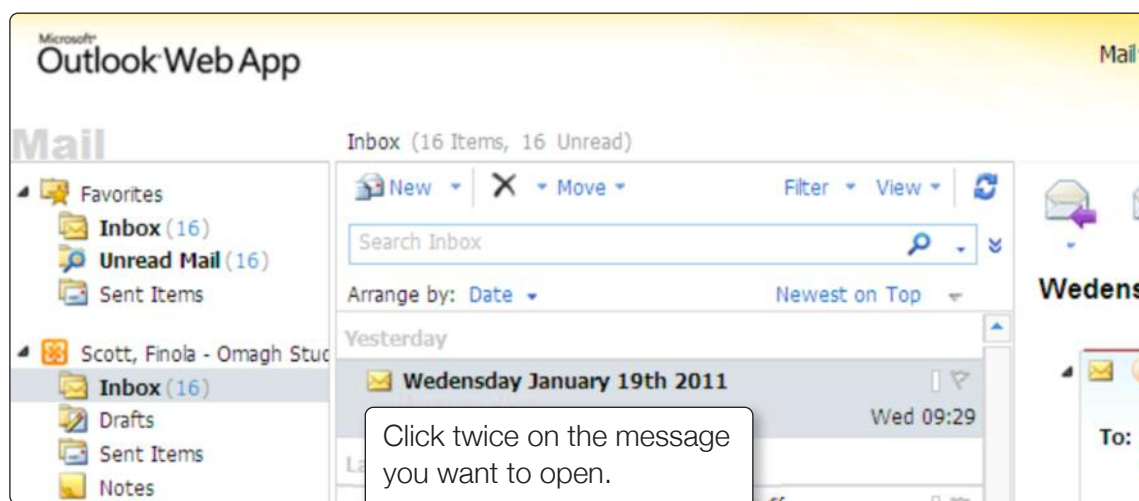 Microsoft®
Outlook Web App
Mail
Mail
Inbox (16 Items, 16 Unread)
New
Move
Filter
View
Favorites
Inbox (16)
Unread Mail (16)
Sent Items
Search Inbox
Arrange by: Date
Newest on Top
Wedens
Yesterday
Scott, Finola - Omagh Stud
Inbox (16)
Drafts
Sent Items
Notes
Wedensday January 19th 2011
Wed 09:29
Click twice on the message
you want to open.
La
To: